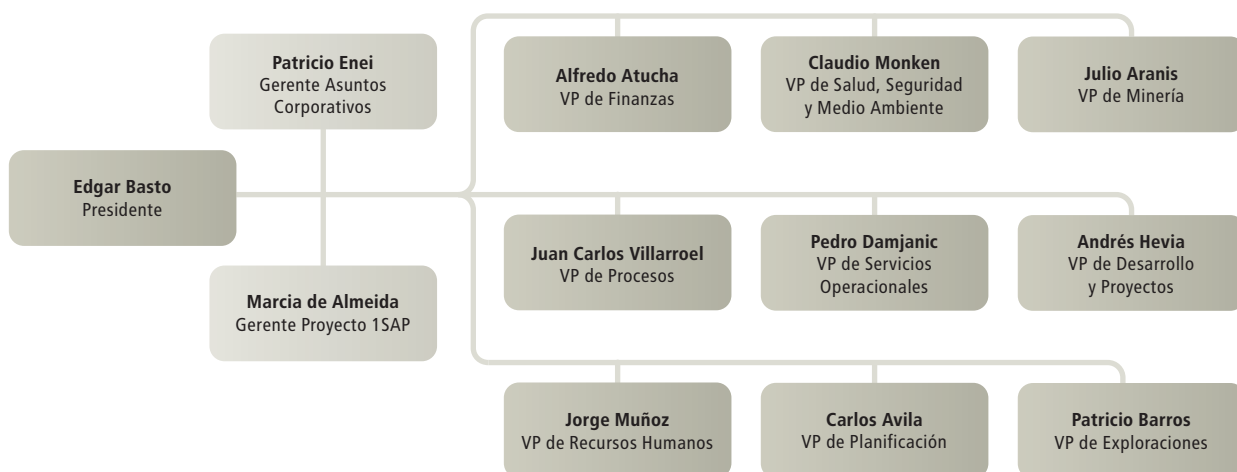 Patricio Enei
Gerente Asuntos
Corporativos
Alfredo Atucha
VP de Finanzas
Claudio Monken
VP de Salud, Seguridad
y Medio Ambiente
Julio Aranis
VP de Minería
Edgar Basto
Presidente
Juan Carlos Villarroel
VP de Procesos
Pedro Damjanic
VP de Servicios
Operacionales
Andrés Hevia
VP de Desarrollo
y Proyectos
Marcia de Almeida
Gerente Proyecto 1SAP
Jorge Muñoz
VP de Recursos Humanos
Carlos Avila
VP de Planificación
Patricio Barros
VP de Exploraciones